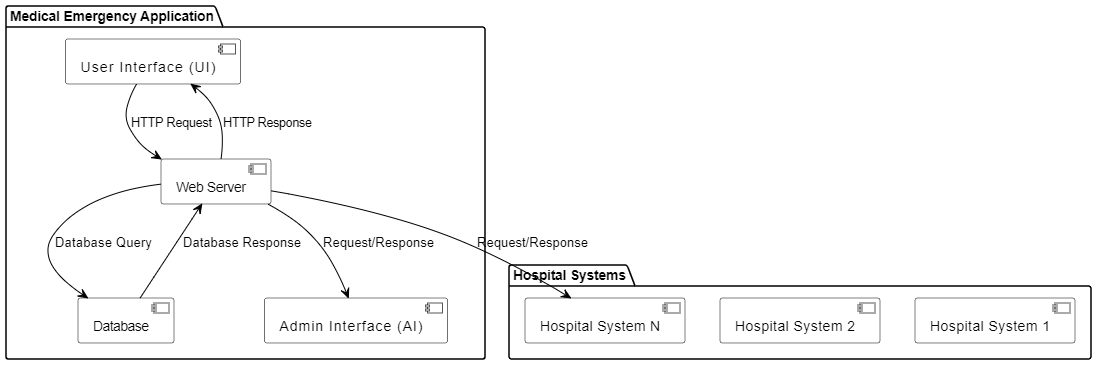 Medical Emergency Application
User Interface (UI)
HTTP Request
HTTP Response
Web Server
Database Query
Database Response
Request/Response
Request/Response
Hospital Systems
Database
Admin Interface (AI)
Hospital System N
Hospital System 2
Hospital System 1